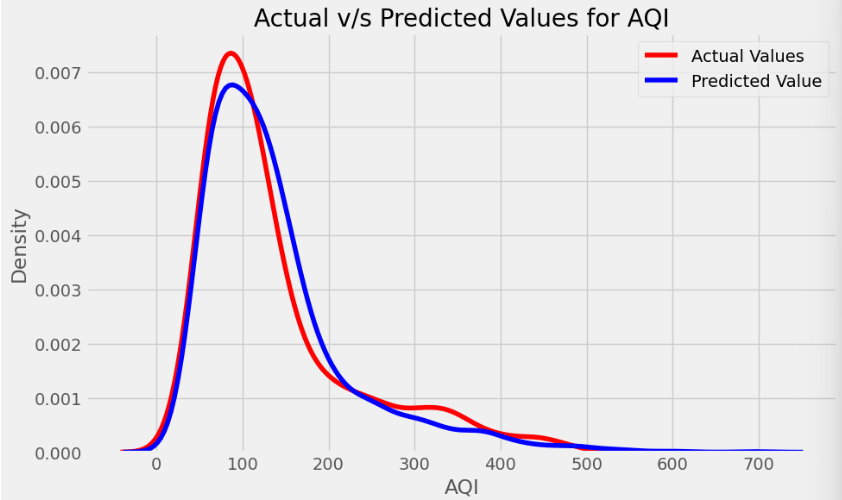 Actual v/s Predicted Values for AQI
Actual Values
Predicted Value
Density
0.007
0.006
0.005
0.004
0.003
0.002
0.001
0.000
0 100 200 300 400 500 600 700
AQI